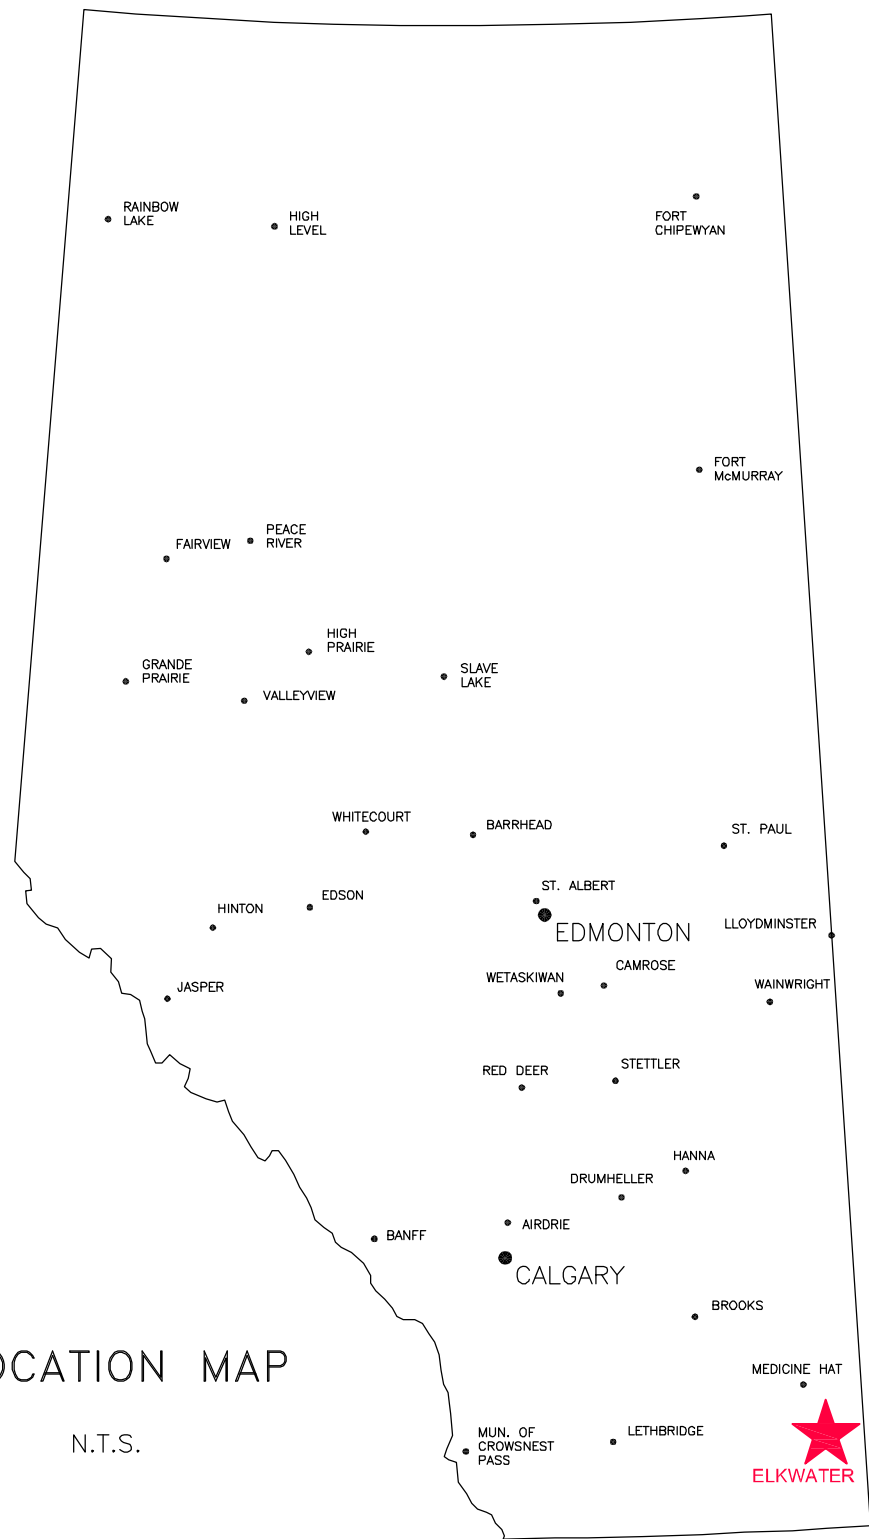 RAINBOW
LAKE
HIGH
LEVEL
FORT
CHIPEWYAN
FORT
McMURRAY
PEACE
RIVER
FAIRVIEW
HIGH
PRAIRIE
GRANDE
PRAIRIE
SLAVE
LAKE
VALLEYVIEW
WHITECOURT
BARRHEAD
ST. PAUL
ST. ALBERT
EDSON
HINTON
EDMONTON
LLOYDMINSTER
CAMROSE
WETASKIWAN
WAINWRIGHT
JASPER
STETTLER
RED DEER
HANNA
DRUMHELLER
AIRDRIE
BANFF
CALGARY
BROOKS
OCATION MAP
MEDICINE HAT
N.T.S.
MUN. OF
CROWSNEST
PASS
LETHBRIDGE
ELKWATER